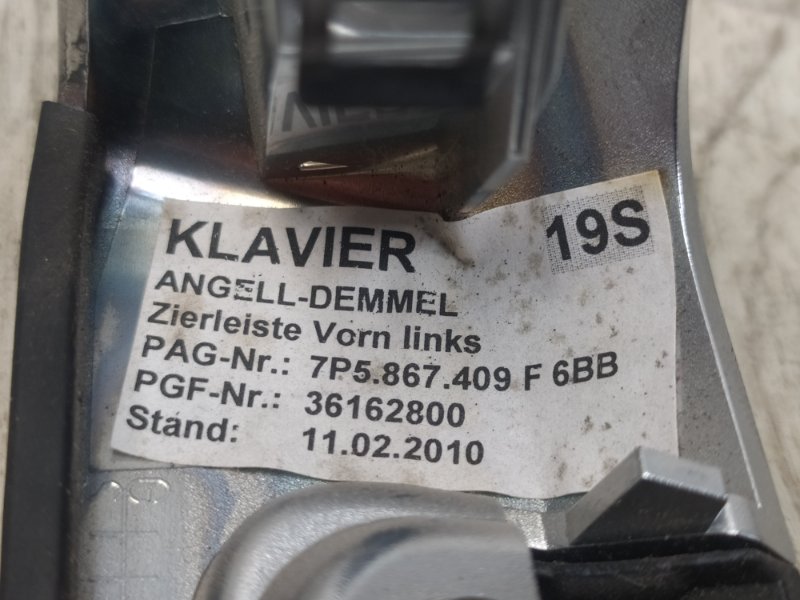 KLAVIER 19S
ANGELL-DEMMEL
Zierleiste Vorn links
PAG-Nr.: 7P5.867.409 F 6BB
PGF-Nr.: 36162800
Stand: 11.02.2010